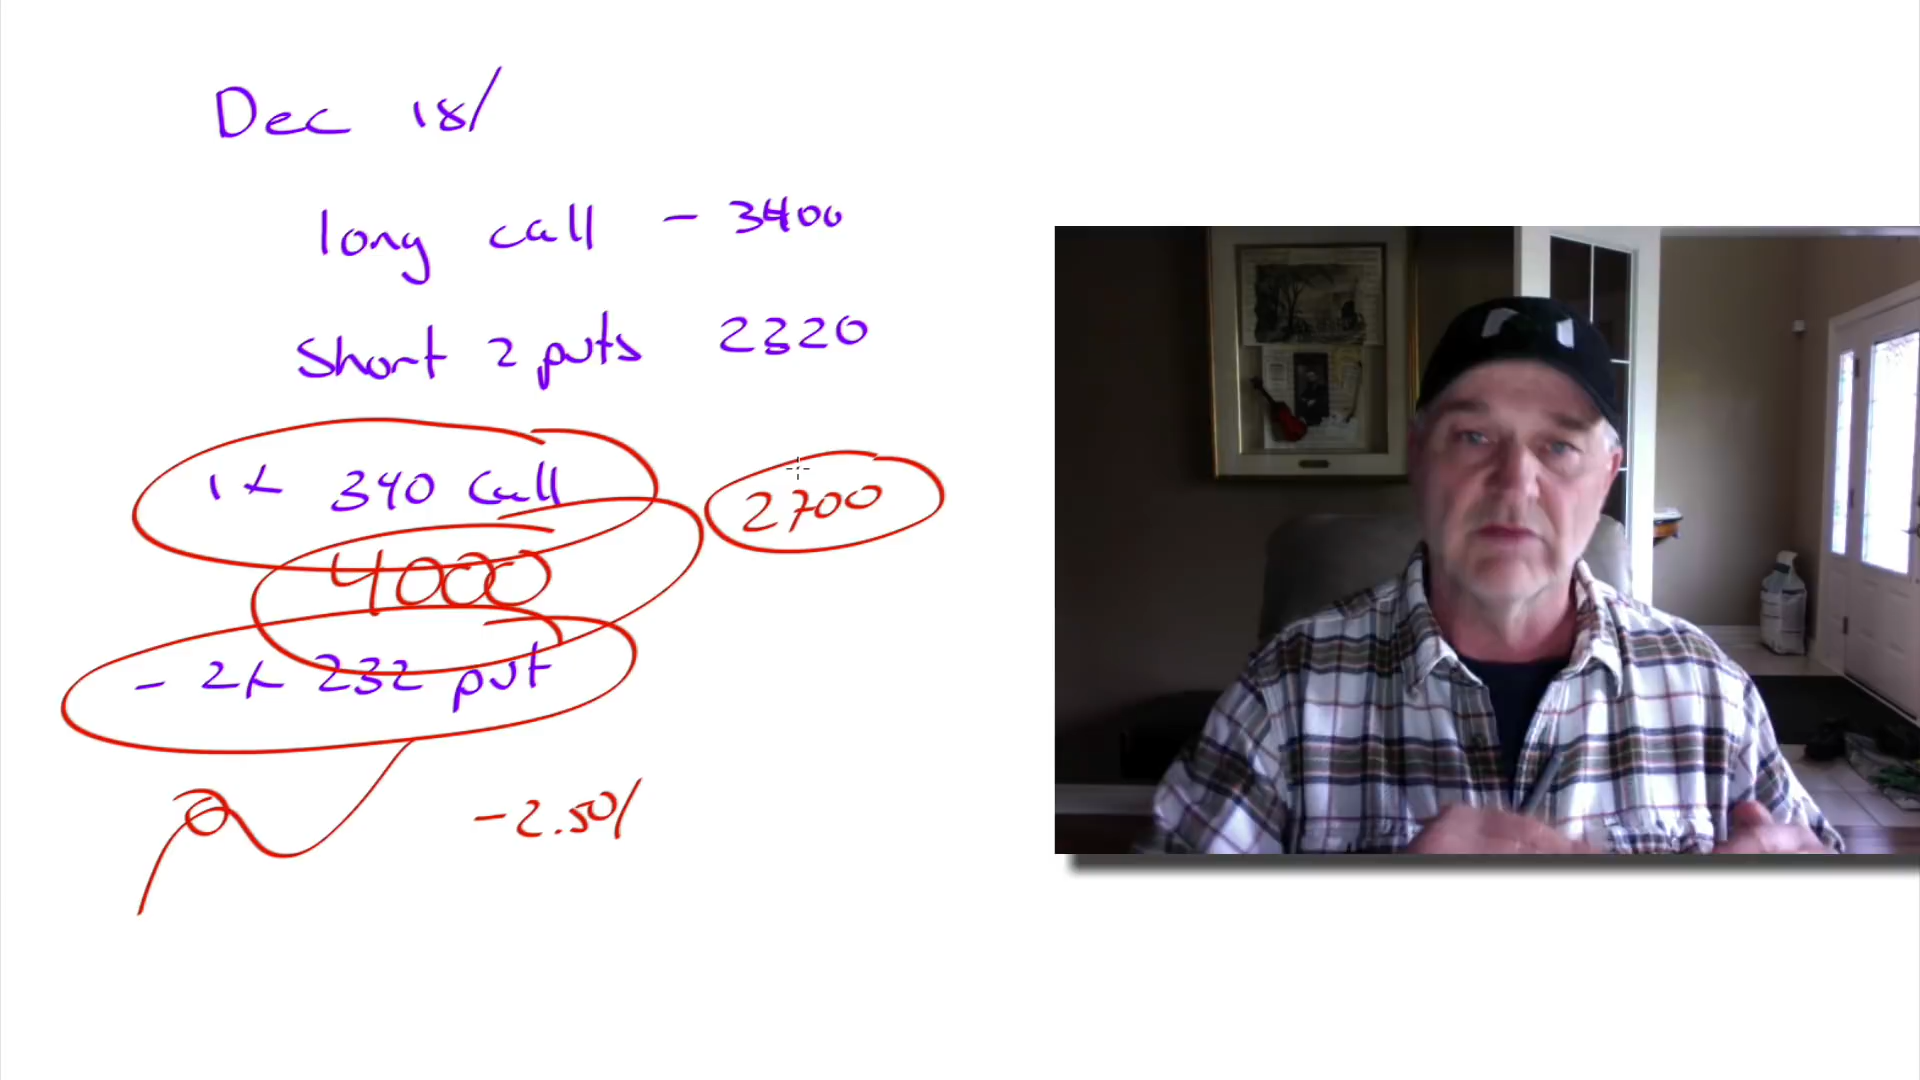 Dec 18/
long call - 3400
Short 2 puts 2320
1x 340 call
2700
4000
- 2x 232 put
-2.50/